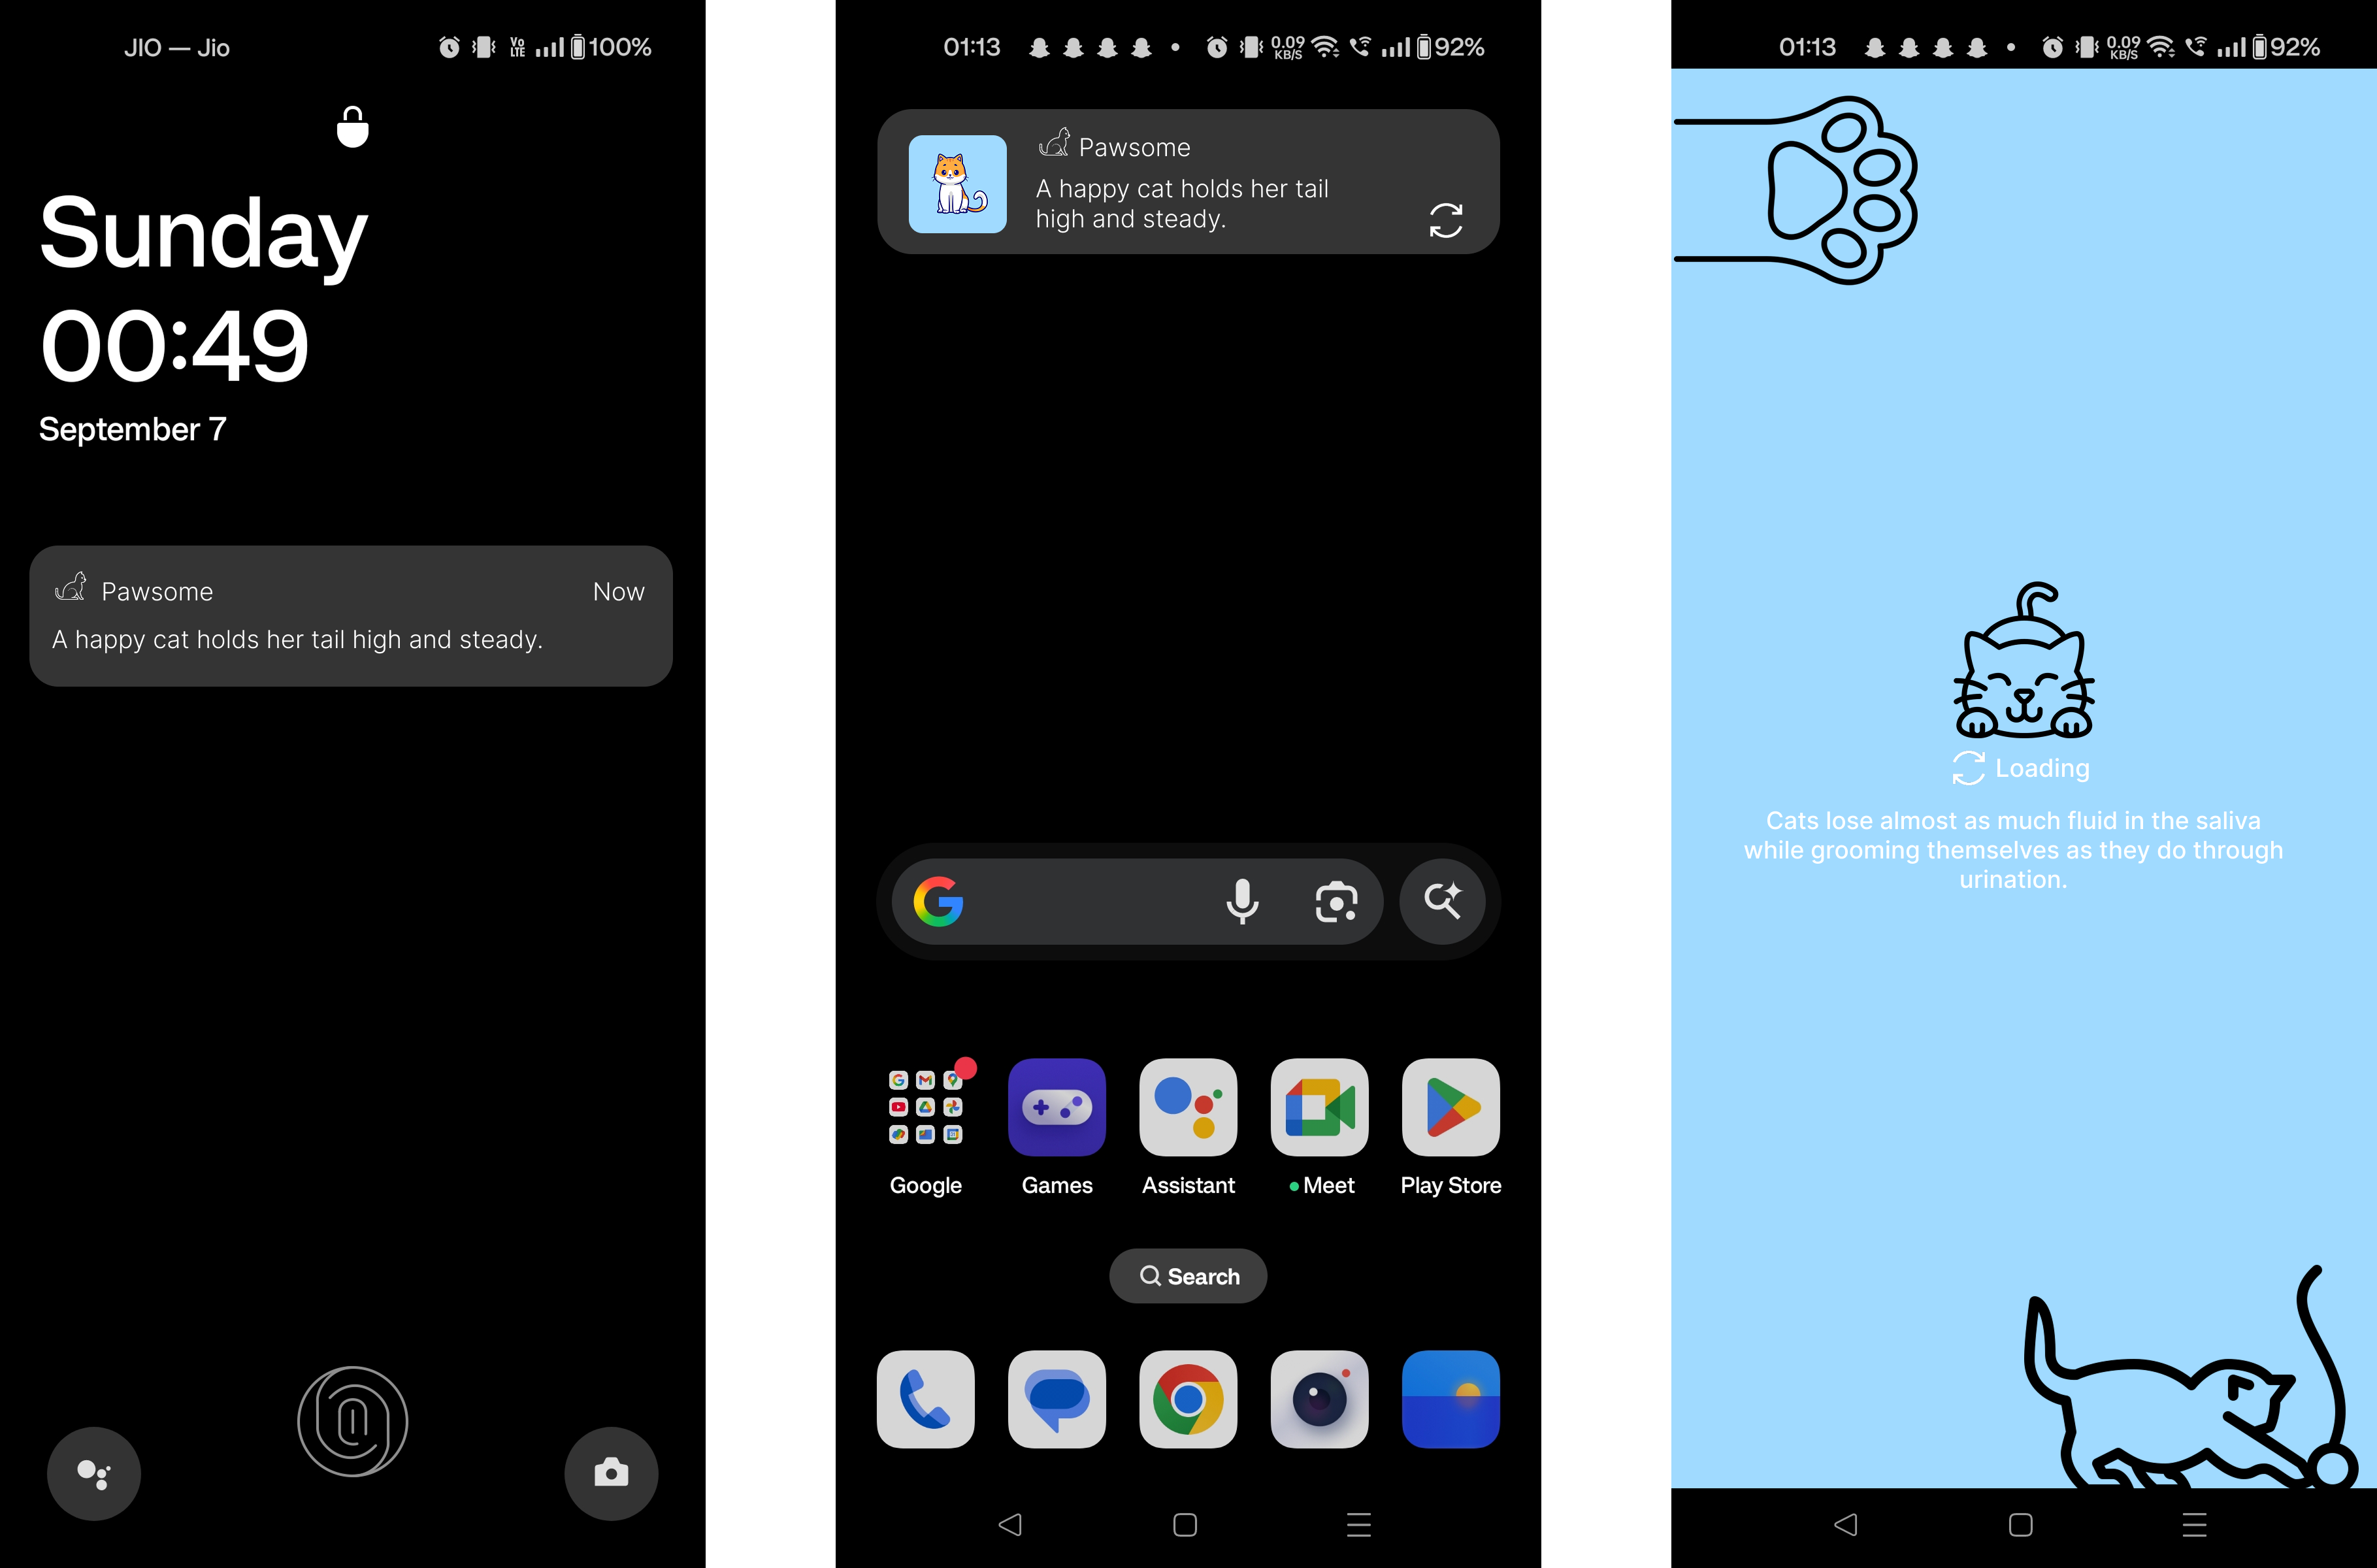 JIO — Jio
Vo LTE
100%
Sunday
00:49
September 7
Pawsome
Now
A happy cat holds her tail high and steady.
01:13
0.09 KB/S
92%
Pawsome
A happy cat holds her tail
high and steady.
Google
Games
Assistant
Meet
Play Store
Search
01:13
0.09 KB/S
92%
Loading
Cats lose almost as much fluid in the saliva
while grooming themselves as they do through
urination.